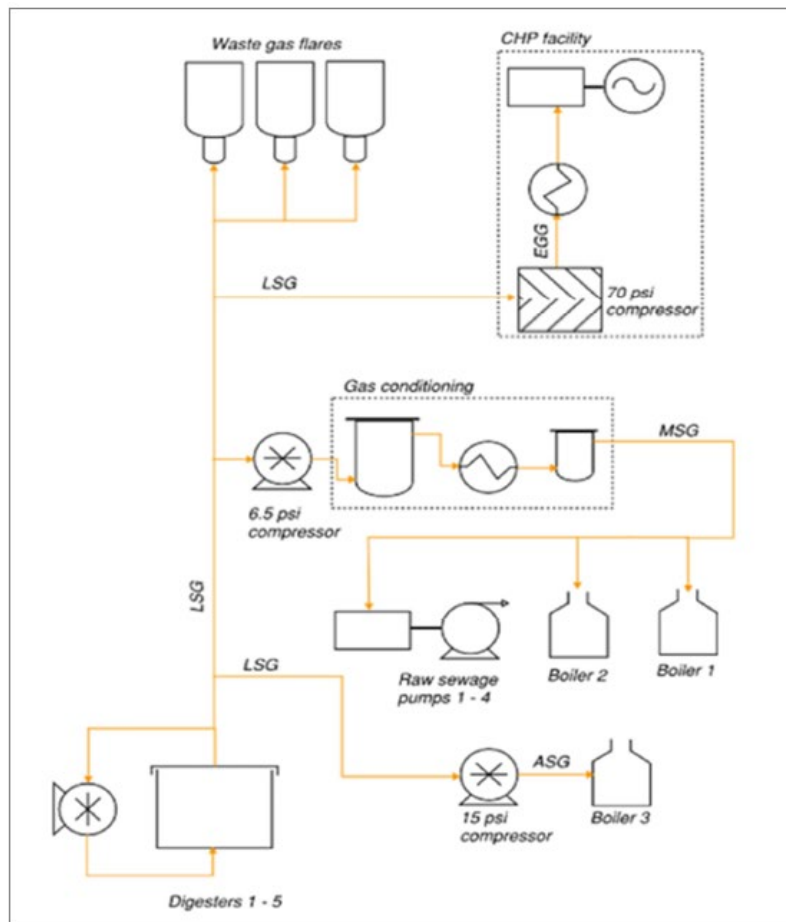 Waste gas flares
CHP facility
EGG
LSG
70 psi
compressor
Gas conditioning
MSG
6.5 psi
compressor
LSG
LSG
Raw sewage
pumps 1 - 4
Boiler 2
Boiler 1
ASG
15 psi
compressor
Boiler 3
Digesters 1 - 5